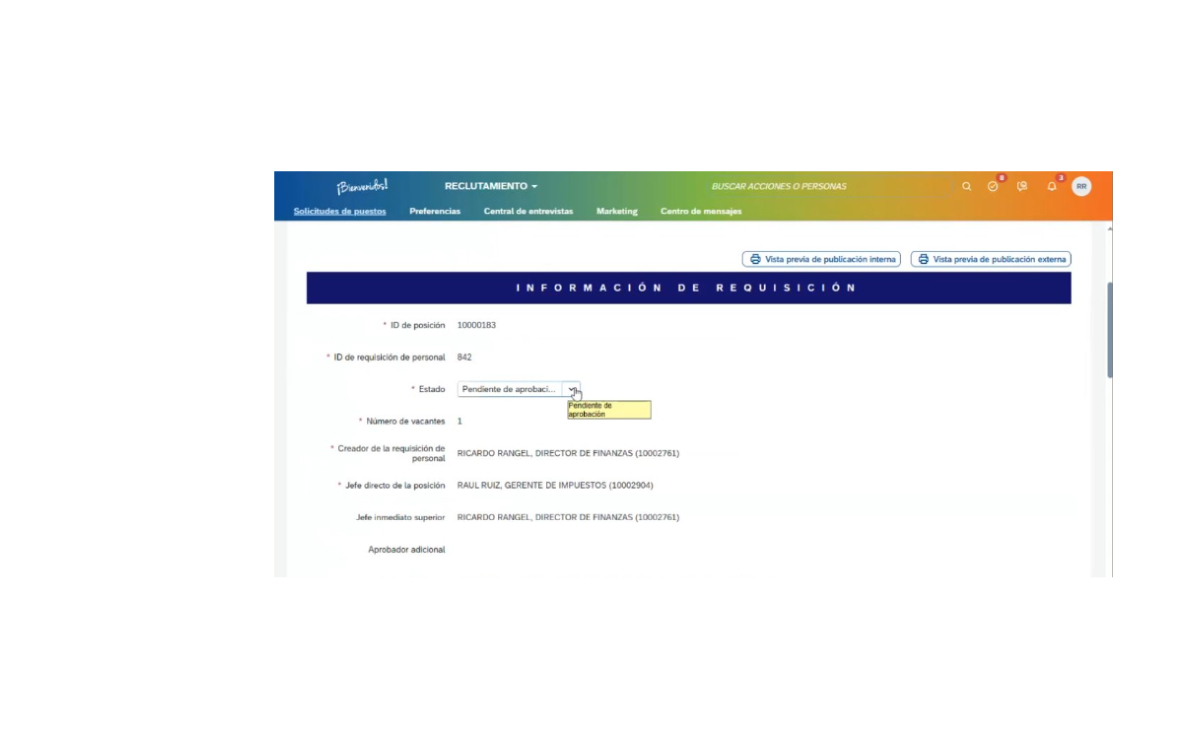 ¡Bienvenidos!
RECLUTAMIENTO
BUSCAR ACCIONES O PERSONAS
8
3
RR
Solicitudes de puestos
Preferencias
Central de entrevistas
Marketing
Centro de mensajes
Vista previa de publicación interna
Vista previa de publicación externa
INFORMACIÓN DE REQUISICIÓN
* ID de posición 10000183
* ID de requisición de personal 842
* Estado Pendiente de aprobaci...
Pendiente de
aprobación
* Número de vacantes 1
* Creador de la requisición de
personal
RICARDO RANGEL, DIRECTOR DE FINANZAS (10002761)
* Jefe directo de la posición RAUL RUIZ, GERENTE DE IMPUESTOS (10002904)
Jefe inmediato superior RICARDO RANGEL, DIRECTOR DE FINANZAS (10002761)
Aprobador adicional